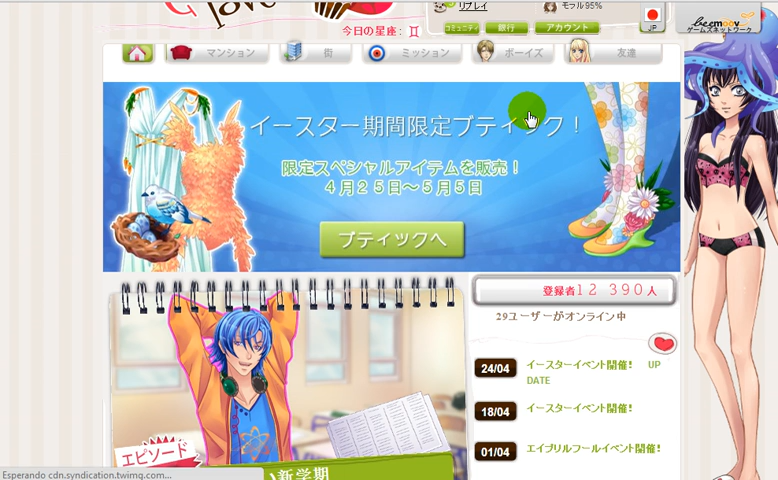 love
リプレイ
モラル95%
今日の星座:
コミュニティ
銀行
アカウント
JP
beemoov
ゲームズネットワーク
マンション
街
ミッション
ボーイズ
友達
イースター期間限定ブティック!
限定スペシャルアイテムを販売!
4月25日〜5月5日
ブティックへ
登録者12 390人
29ユーザーがオンライン中
24/04 イースターイベント開催! UP
DATE
18/04 イースターイベント開催!
01/04 エイプリルフールイベント開催!
エピソード
新学期
Esperando cdn.syndication.twimg.com...